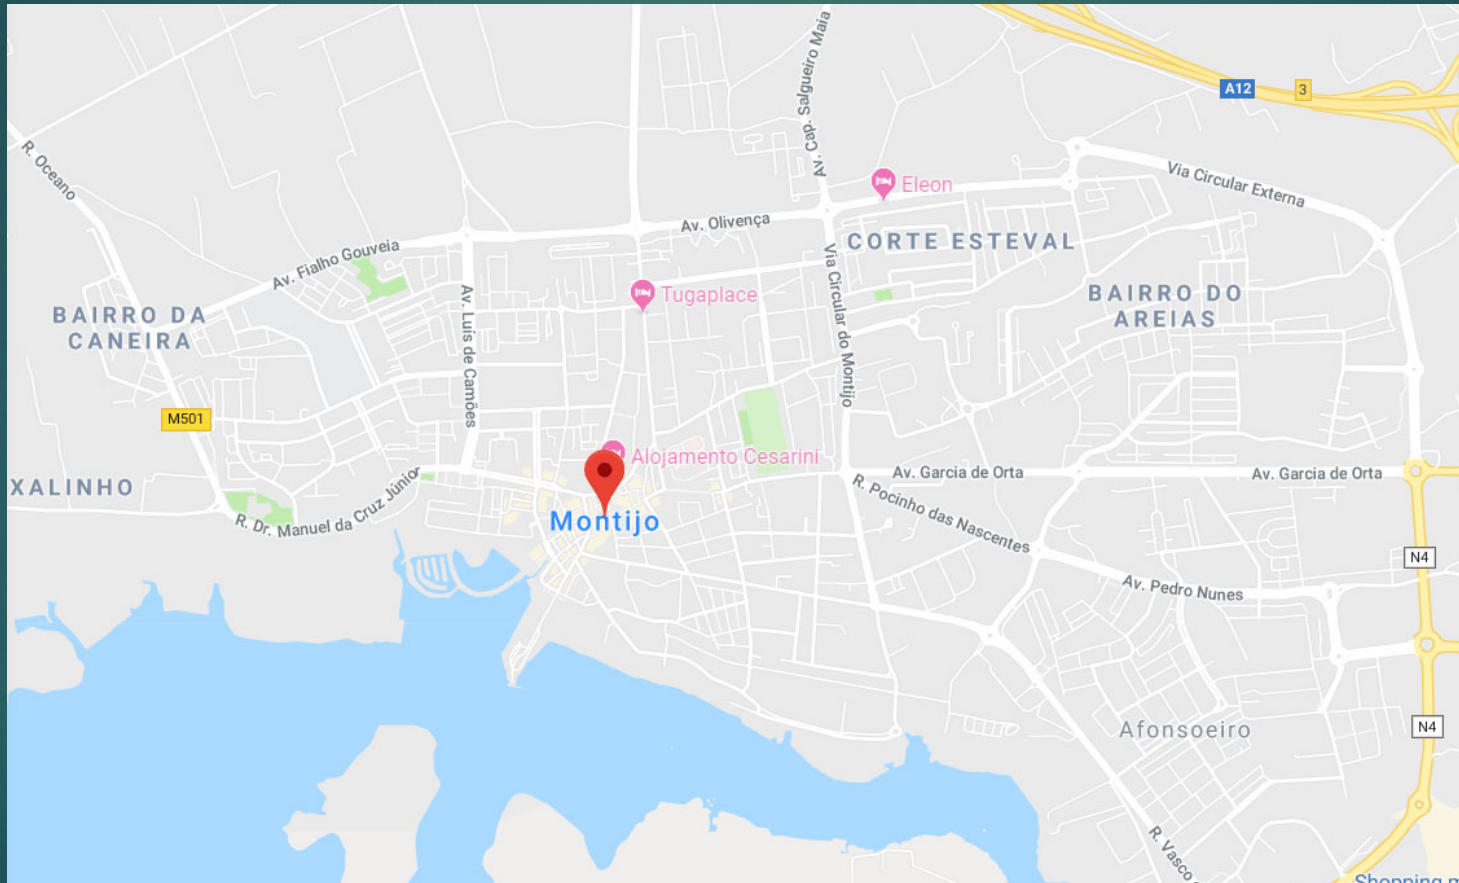 Av. Cap. Salgueiro Maia
A12
3
R. Oceano
Via Circular Externa
Eleon
Av. Olivença
CORTE ESTEVAL
Av. Fialho Gouveia
Tugaplace
BAIRRO DO
AREIAS
BAIRRO DA
CANEIRA
Av. Luís de Camões
Via Circular do Montijo
M501
Alojamento Cesarini
Av. Garcia de Orta
Av. Garcia de Orta
XALINHO
R. Dr. Manuel da Cruz Júnior
R. Pocinho das Nascentes
Montijo
N4
Av. Pedro Nunes
Afonsoeiro
N4
R. Vasco
Shopping